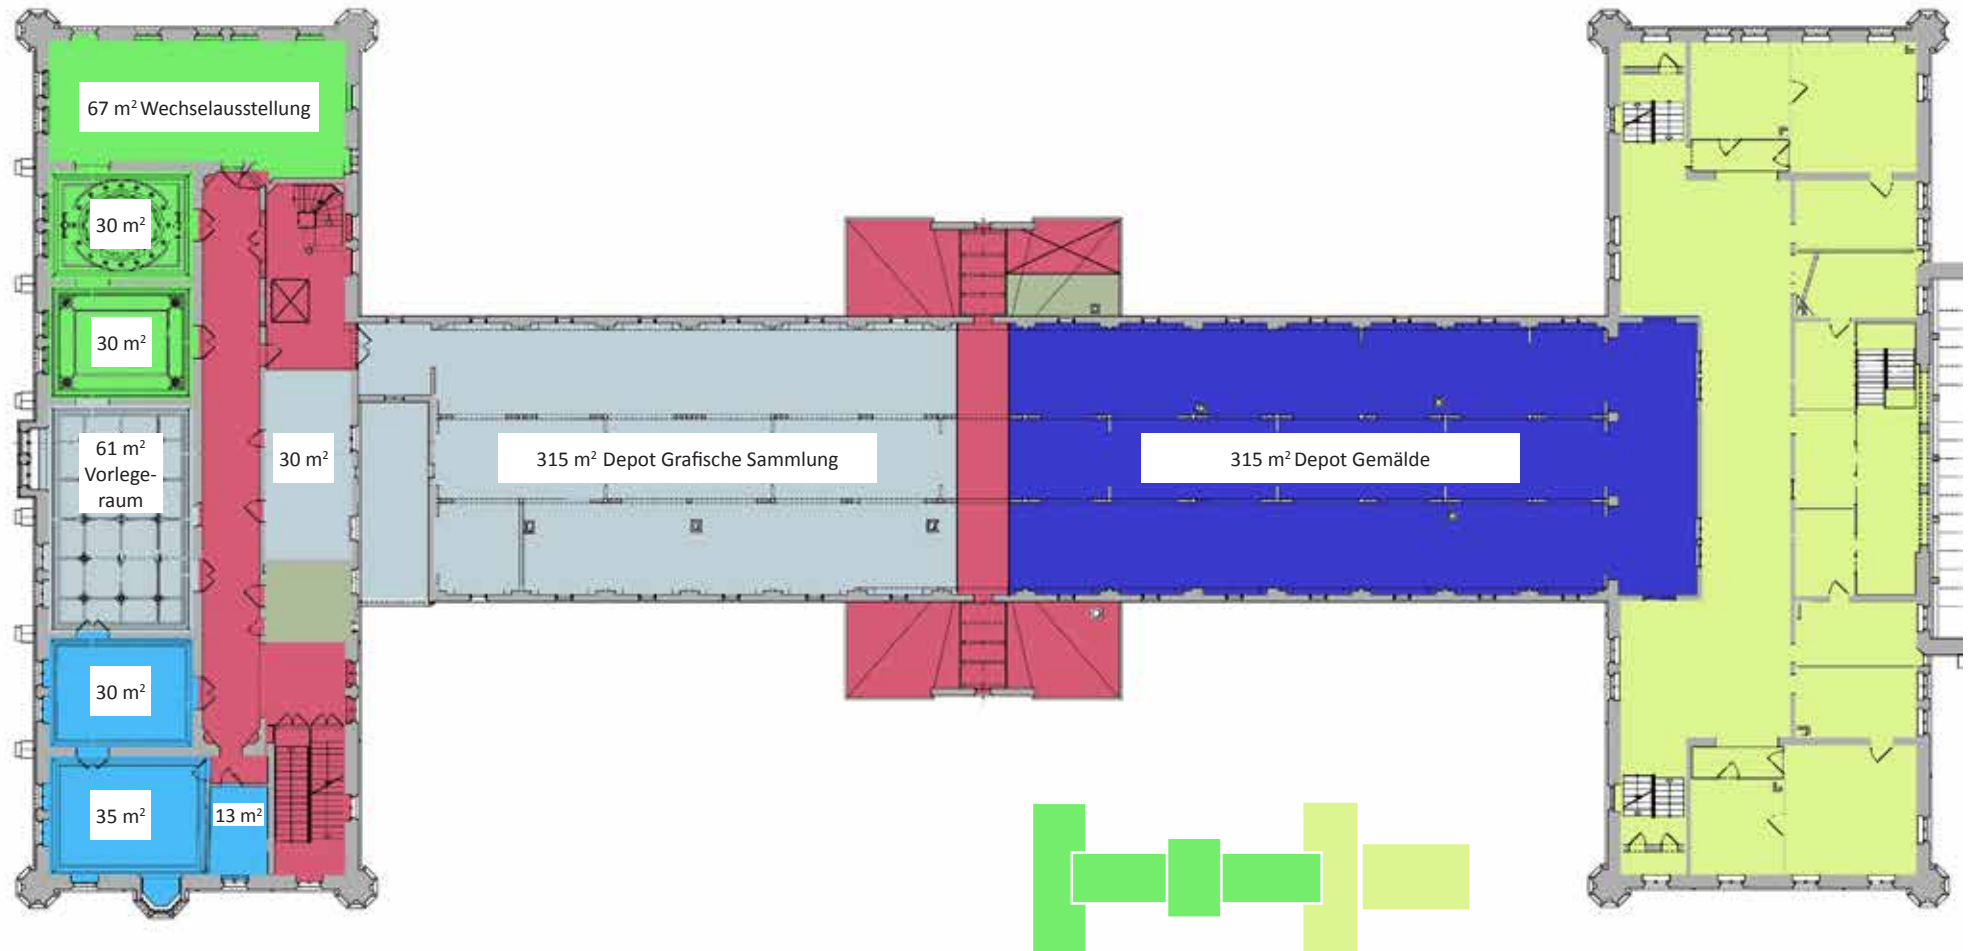 67 m² Wechselausstellung
30 m²
30 m²
61 m²
Vorlege-
raum
30 m²
315 m² Depot Grafische Sammlung
315 m² Depot Gemälde
30 m²
35 m²
13 m²